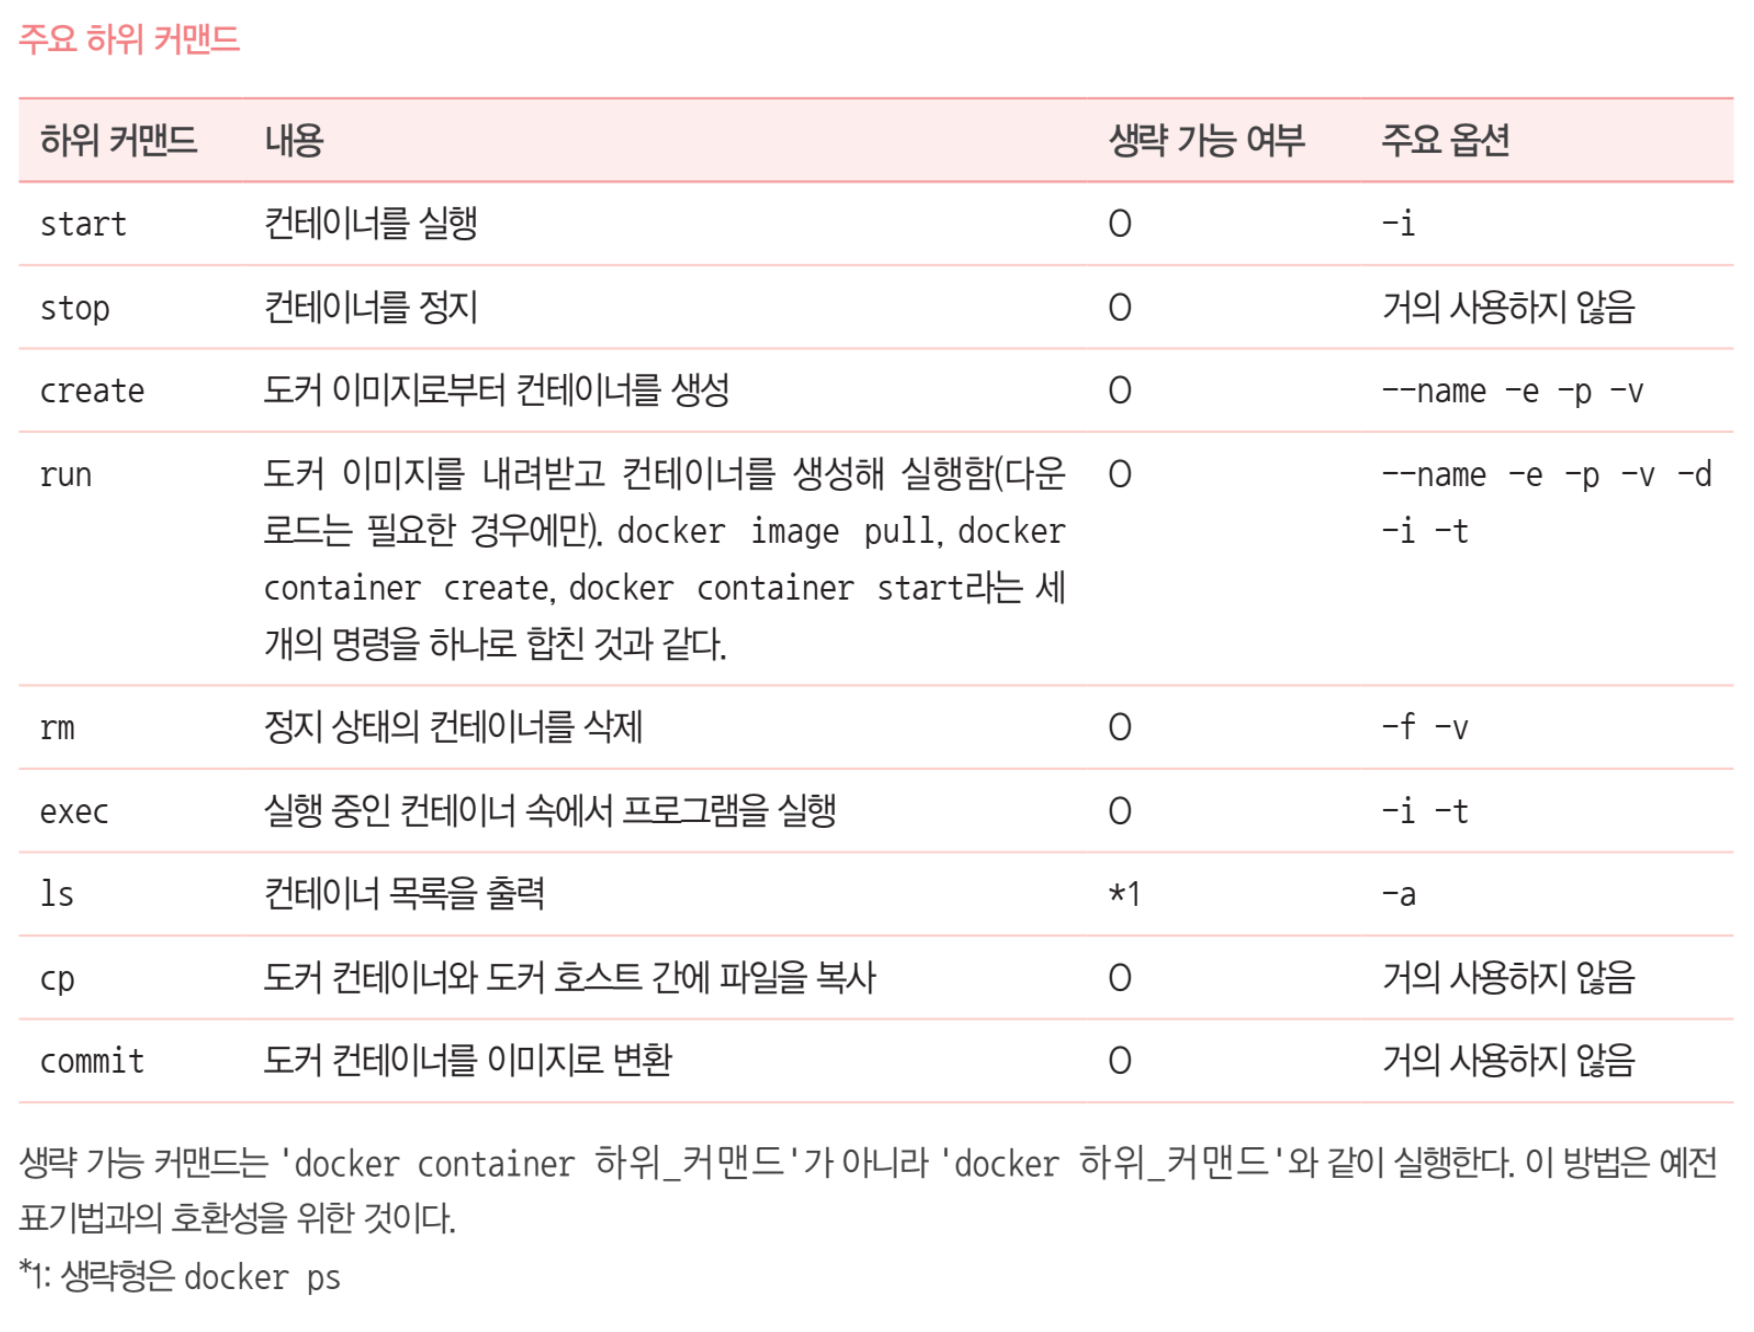 주요 하위 커맨드
하위 커맨드 내용 생략 가능 여부 주요 옵션
start 컨테이너를 실행 O -i
stop 컨테이너를 정지 O 거의 사용하지 않음
create 도커 이미지로부터 컨테이너를 생성 O --name -e -p -v
run 도커 이미지를 내려받고 컨테이너를 생성해 실행함(다운 O --name -e -p -v -d
로드는 필요한 경우에만). docker image pull, docker -i -t
container create, docker container start라는 세
개의 명령을 하나로 합친 것과 같다.
rm 정지 상태의 컨테이너를 삭제 O -f -v
exec 실행 중인 컨테이너 속에서 프로그램을 실행 O -i -t
ls 컨테이너 목록을 출력 *1 -a
cp 도커 컨테이너와 도커 호스트 간에 파일을 복사 O 거의 사용하지 않음
commit 도커 컨테이너를 이미지로 변환 O 거의 사용하지 않음
생략 가능 커맨드는 'docker container 하위_커맨드'가 아니라 'docker 하위_커맨드'와 같이 실행한다. 이 방법은 예전
표기법과의 호환성을 위한 것이다.
*1: 생략형은 docker ps